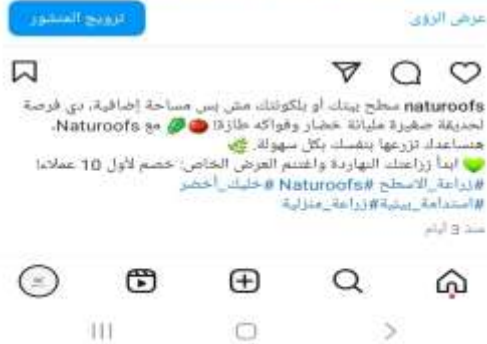 عرض الرؤى
ترويج المنشور
naturoofs سطح بيتك أو بلكونتك مش بس مساحة إضافية، دي فرصة
لحديقة صغيرة مليانة خضار وفواكه طازة! 🍅🥬 مع Naturoofs،
هنساعدك تزرعها بنفسك بكل سهولة. 🌿
💚 ابدأ زراعتك النهاردة واغتنم العرض الخاص: خصم لأول 10 عملاء!
#زراعة_الاسطح #Naturoofs #خليك_أخضر
#استدامة_بيئية #زراعة_منزلية
منذ 3 أيام